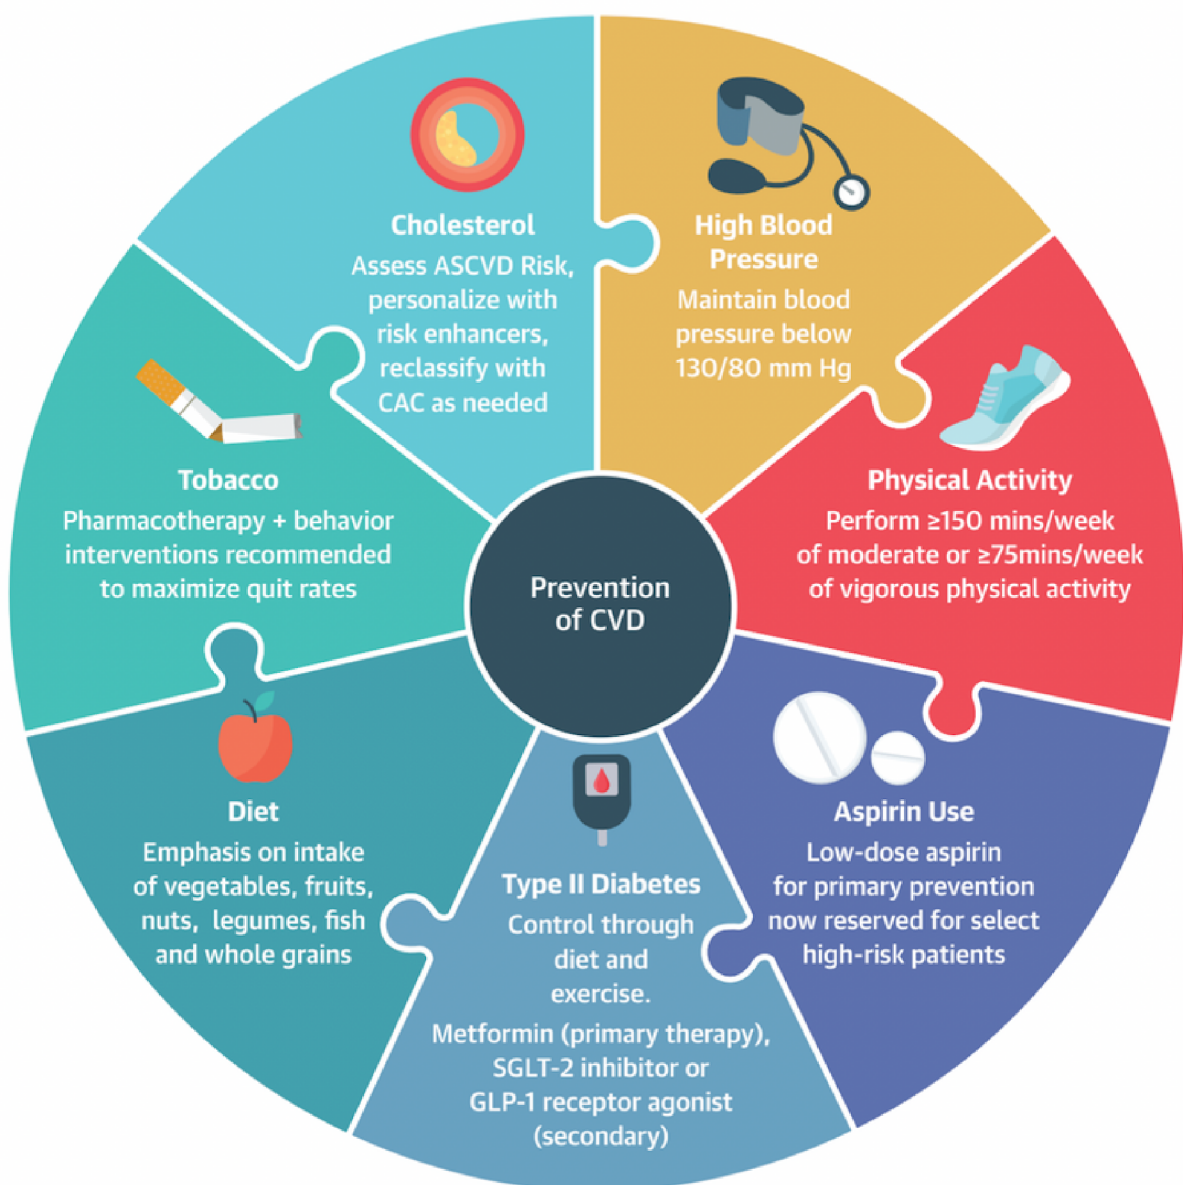 Cholesterol
Assess ASCVD Risk,
personalize with
risk enhancers,
reclassify with
CAC as needed
High Blood
Pressure
Maintain blood
pressure below
130/80 mm Hg
Tobacco
Pharmacotherapy + behavior
interventions recommended
to maximize quit rates
Physical Activity
Perform ≥150 mins/week
of moderate or ≥75mins/week
of vigorous physical activity
Prevention
of CVD
Diet
Emphasis on intake
of vegetables, fruits,
nuts, legumes, fish
and whole grains
Type II Diabetes
Control through
diet and
exercise.
Metformin (primary therapy),
SGLT-2 inhibitor or
GLP-1 receptor agonist
(secondary)
Aspirin Use
Low-dose aspirin
for primary prevention
now reserved for select
high-risk patients